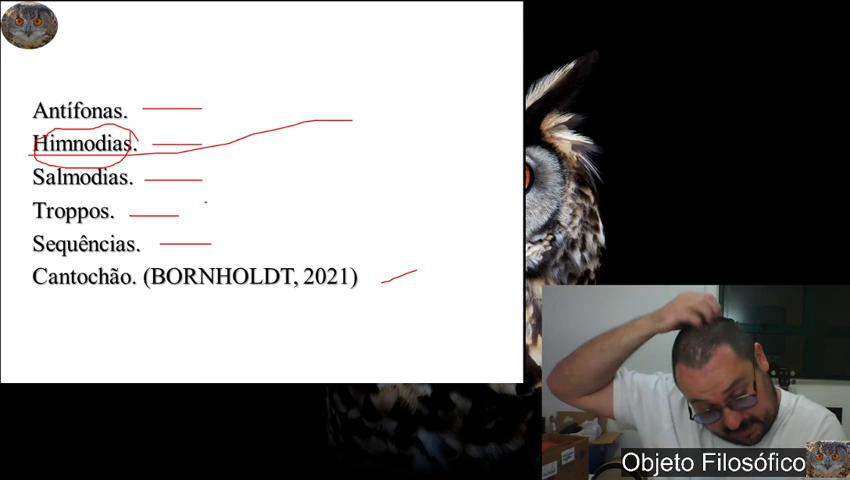 Antífonas.
Himnodias.
Salmodias.
Troppos.
Sequências.
Cantochão. (BORNHOLDT, 2021)
Objeto Filosófico